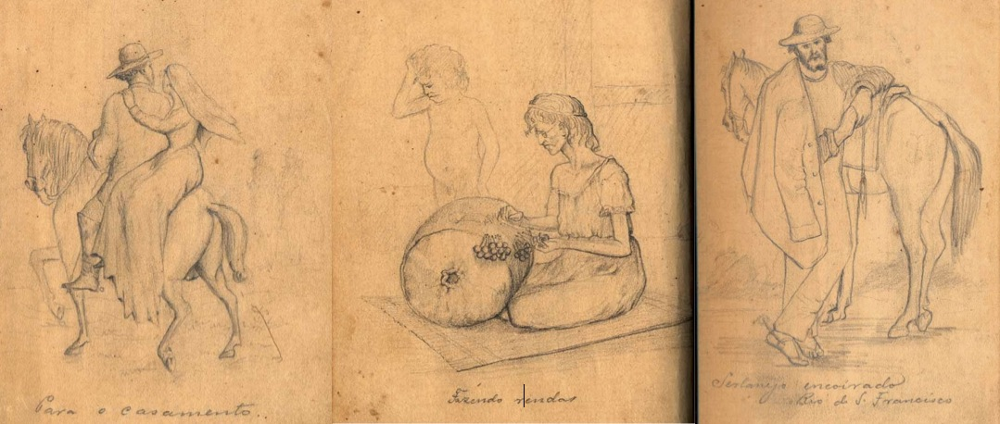 Para o casamento.
Fazendo rendas
Sertanejo encoirado
Rio de S. Francisco